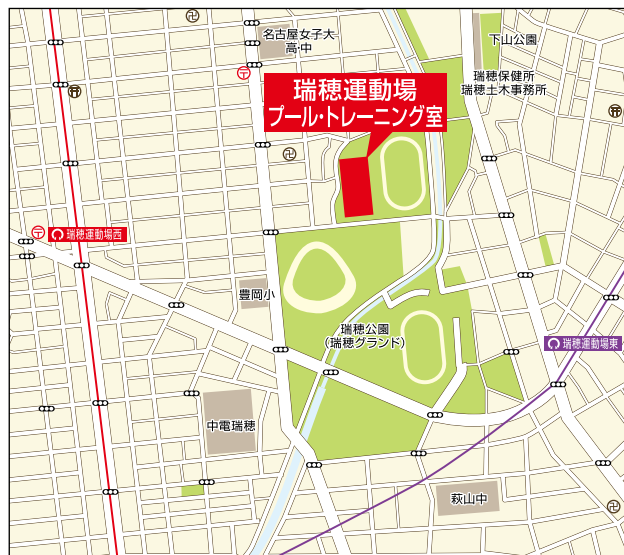 名古屋女子大
高・中
下山公園
瑞穂保健所
瑞穂土木事務所
瑞穂運動場
プール・トレーニング室
瑞穂運動場西
豊岡小
瑞穂公園
(瑞穂グランド)
瑞穂運動場東
中電瑞穂
萩山中